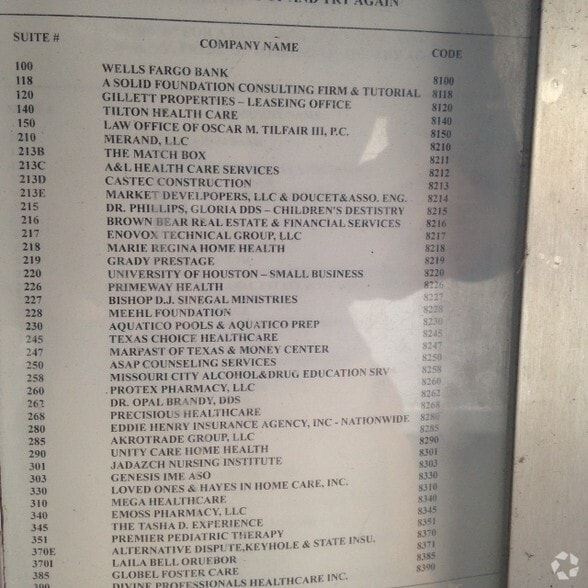 AND TRY AGAIN
SUITE # COMPANY NAME CODE
100 WELLS FARGO BANK 8100
118 A SOLID FOUNDATION CONSULTING FIRM & TUTORIAL 8118
120 GILLETT PROPERTIES – LEASEING OFFICE 8120
140 TILTON HEALTH CARE 8140
150 LAW OFFICE OF OSCAR M. TILFAIR III, P.C. 8150
210 MERAND, LLC 8210
213B THE MATCH BOX 8211
213C A&L HEALTH CARE SERVICES 8212
213D CASTEC CONSTRUCTION 8213
213E MARKET DEVELPOPERS, LLC & DOUCET&ASSO. ENG. 8214
215 DR. PHILLIPS, GLORIA DDS – CHILDREN'S DETISTRY 8215
216 BROWN BEAR REAL ESTATE & FINANCIAL SERVICES 8216
217 ENOVOX TECHNICAL GROUP, LLC 8217
218 MARIE REGINA HOME HEALTH 8218
219 GRADY PRESTAGE 8219
220 UNIVERSITY OF HOUSTON – SMALL BUSINESS 8220
226 PRIMEWAY HEALTH 8226
227 BISHOP D.J. SINEGAL MINISTRIES 8227
228 MEEHL FOUNDATION 8228
230 AQUATICO POOLS & AQUATICO PREP 8230
245 TEXAS CHOICE HEALTHCARE 8245
247 MARPAST OF TEXAS & MONEY CENTER 8247
250 ASAP COUNSELING SERVICES 8250
258 MISSOURI CITY ALCOHOL&DRUG EDUCATION SRVS 8258
260 PROTEX PHARMACY, LLC 8260
262 DR. OPAL BRANDY, DDS 8262
268 PRECISIOUS HEALTHCARE 8268
280 EDDIE HENRY INSURANCE AGENCY, INC - NATIONWIDE 8280
285 AKROTRADE GROUP, LLC 8285
290 UNITY CARE HOME HEALTH 8290
301 JADAZCH NURSING INSTITUTE 8301
303 GENESIS IME ASO 8303
330 LOVED ONES & HAYES IN HOME CARE, INC. 8330
310 MEGA HEALTHCARE 8310
340 EMOSS PHARMACY, LLC 8340
345 THE TASHA D. EXPERIENCE 8345
351 PREMIER PEDIATRIC THERAPY 8351
370E ALTERNATIVE DISPUTE,KEYHOLE & STATE INSU. 8370
370I LAILA BELL ORUEBOR 8371
385 GLOBEL FOSTER CARE 8385
390 DIVINE PROFESSIONALS HEALTHCARE INC. 8390